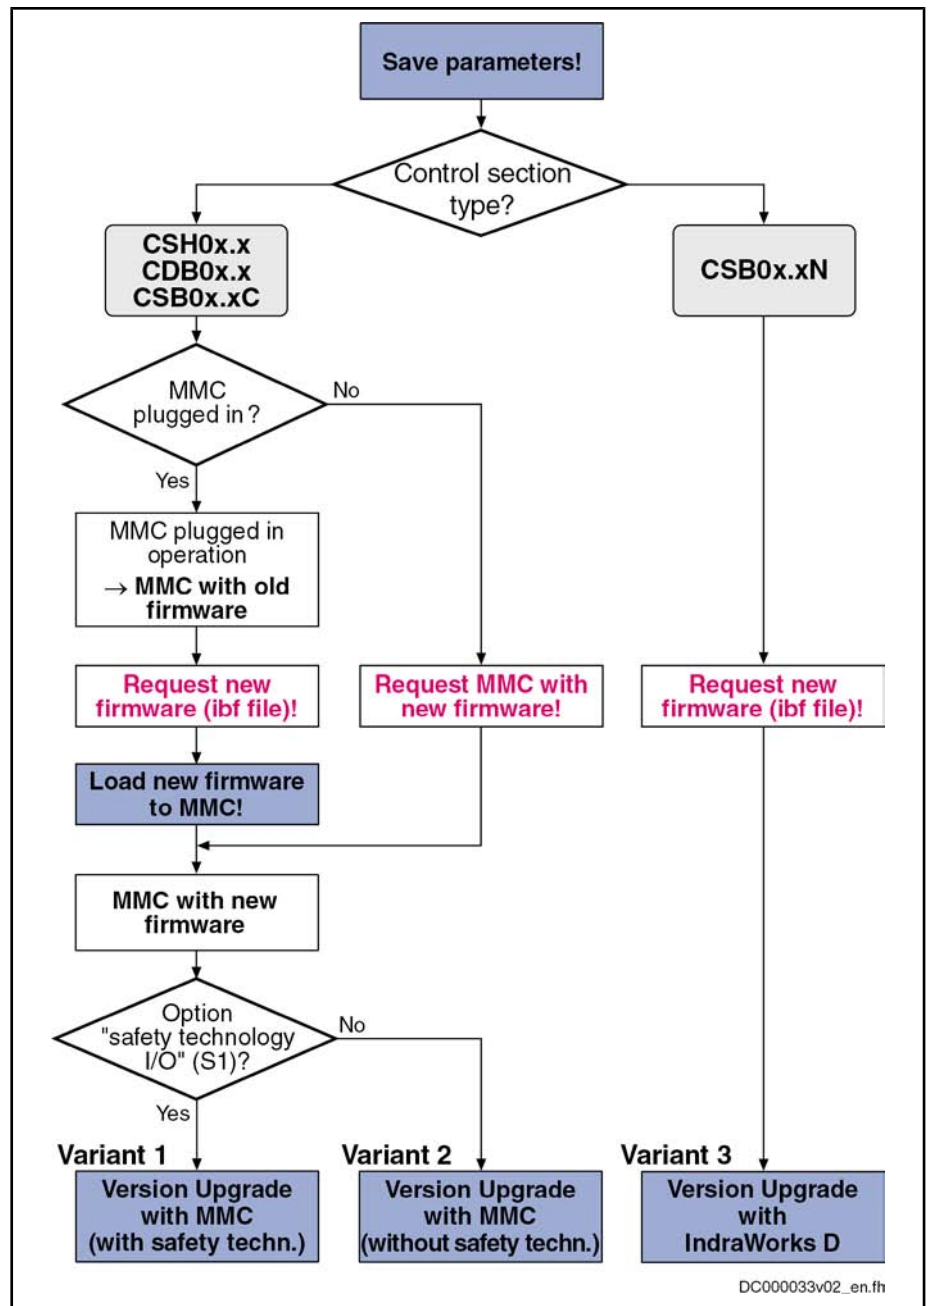 Save parameters!
Control section
type?
CSH0x.x
CDB0x.x
CSB0x.xC
CSB0x.xN
MMC
plugged in?
No
Yes
MMC plugged in
operation
→ MMC with old
firmware
Request new
firmware (ibf file)!
Request MMC with
new firmware!
Request new
firmware (ibf file)!
Load new firmware
to MMC!
MMC with new
firmware
Option
"safety technology
I/O" (S1)?
No
Yes
Variant 1
Version Upgrade
with MMC
(with safety techn.)
Variant 2
Version Upgrade
with MMC
(without safety techn.)
Variant 3
Version Upgrade
with
IndraWorks D
DC000033v02_en.fh